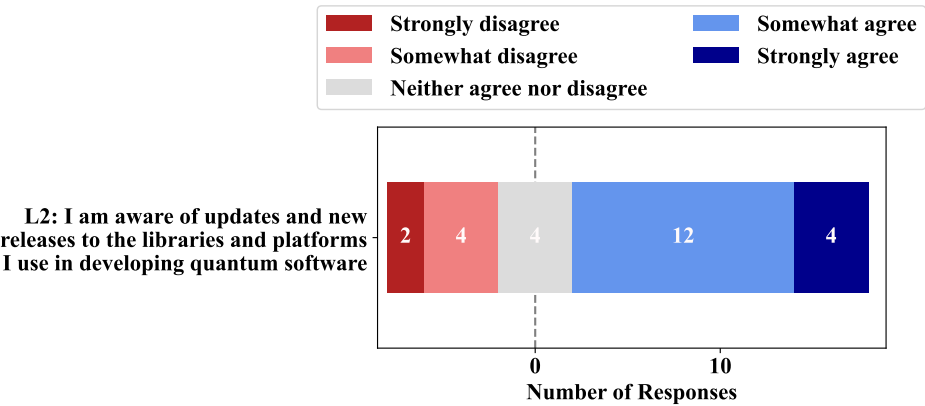 Strongly disagree
Somewhat disagree
Neither agree nor disagree
Somewhat agree
Strongly agree
L2: I am aware of updates and new
releases to the libraries and platforms
I use in developing quantum software
2
4
4
12
4
0
10
Number of Responses